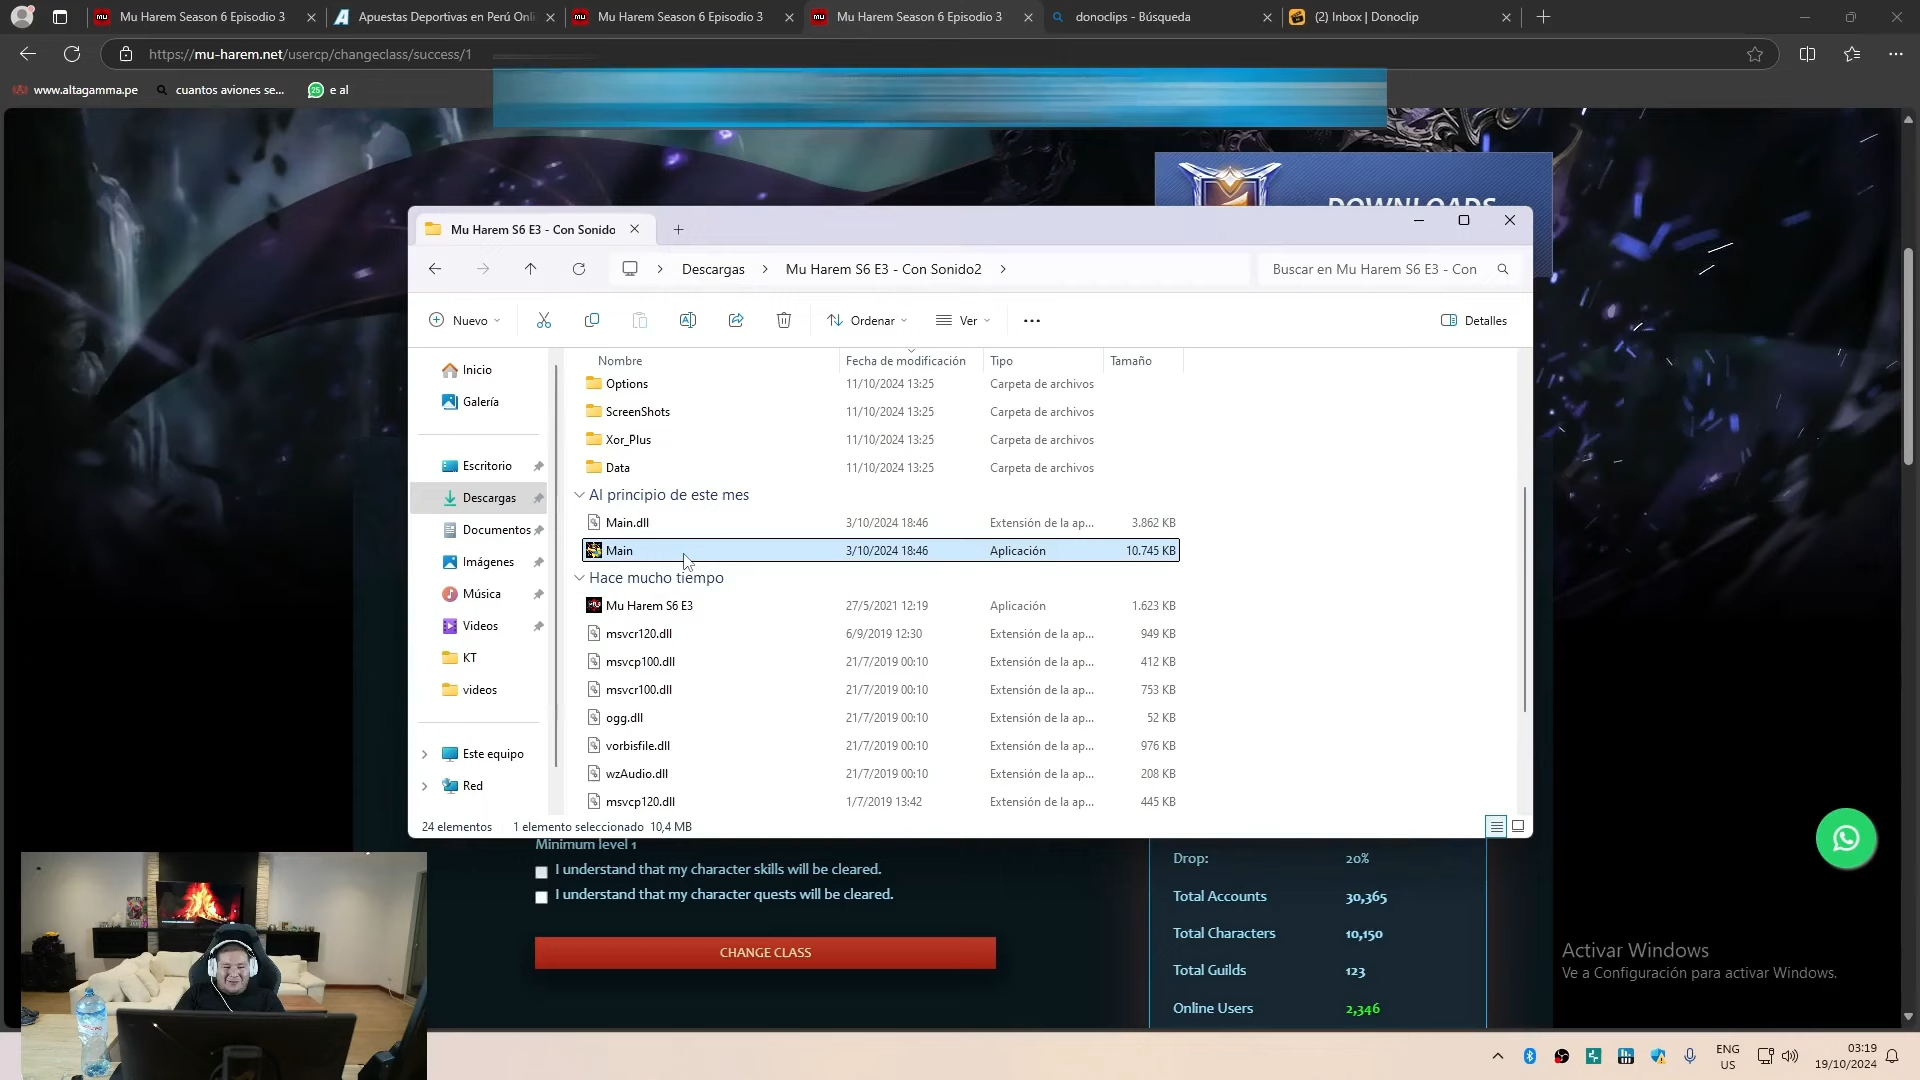 Mu Harem Season 6 Episodio 3
Apuestas Deportivas en Perú Onli
Mu Harem Season 6 Episodio 3
Mu Harem Season 6 Episodio 3
donoclips - Búsqueda
(2) Inbox | Donoclip
https://mu-harem.net/usercp/changeclass/success/1
www.altagamma.pe
cuantos aviones se...
25
e al
DOWNLOADS
Mu Harem S6 E3 - Con Sonido
Descargas
Mu Harem S6 E3 - Con Sonido2
Buscar en Mu Harem S6 E3 - Con
Nuevo
Ordenar
Ver
Detalles
Nombre
Fecha de modificación
Tipo
Tamaño
Inicio
Galería
Escritorio
Descargas
Documentos
Imágenes
Música
Videos
KT
videos
Este equipo
Red
Options 11/10/2024 13:25 Carpeta de archivos
ScreenShots 11/10/2024 13:25 Carpeta de archivos
Xor_Plus 11/10/2024 13:25 Carpeta de archivos
Data 11/10/2024 13:25 Carpeta de archivos
Al principio de este mes
Main.dll 3/10/2024 18:46 Extensión de la ap... 3.862 KB
Main 3/10/2024 18:46 Aplicación 10.745 KB
Hace mucho tiempo
Mu Harem S6 E3 27/5/2021 12:19 Aplicación 1.623 KB
msvcr120.dll 6/9/2019 12:30 Extensión de la ap... 949 KB
msvcp100.dll 21/7/2019 00:10 Extensión de la ap... 412 KB
msvcr100.dll 21/7/2019 00:10 Extensión de la ap... 753 KB
ogg.dll 21/7/2019 00:10 Extensión de la ap... 52 KB
vorbisfile.dll 21/7/2019 00:10 Extensión de la ap... 976 KB
wzAudio.dll 21/7/2019 00:10 Extensión de la ap... 208 KB
msvcp120.dll 1/7/2019 13:42 Extensión de la ap... 445 KB
24 elementos
1 elemento seleccionado 10,4 MB
Minimum level 1
I understand that my character skills will be cleared.
I understand that my character quests will be cleared.
CHANGE CLASS
Drop: 20%
Total Accounts 30,365
Total Characters 10,150
Total Guilds 123
Online Users 2,346
Activar Windows
Ve a Configuración para activar Windows.
ENG
US
03:19
19/10/2024